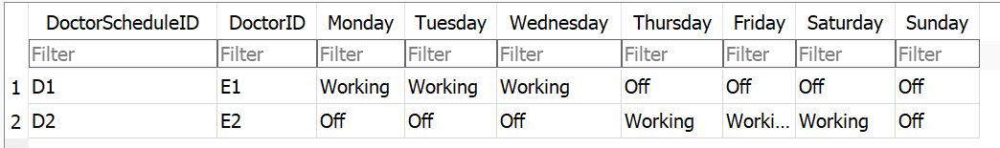 DoctorScheduleID DoctorID Monday Tuesday Wednesday Thursday Friday Saturday Sunday
Filter Filter Filter Filter Filter Filter Filter Filter Filter
1 D1 E1 Working Working Working Off Off Off Off
2 D2 E2 Off Off Off Working Worki... Working Off